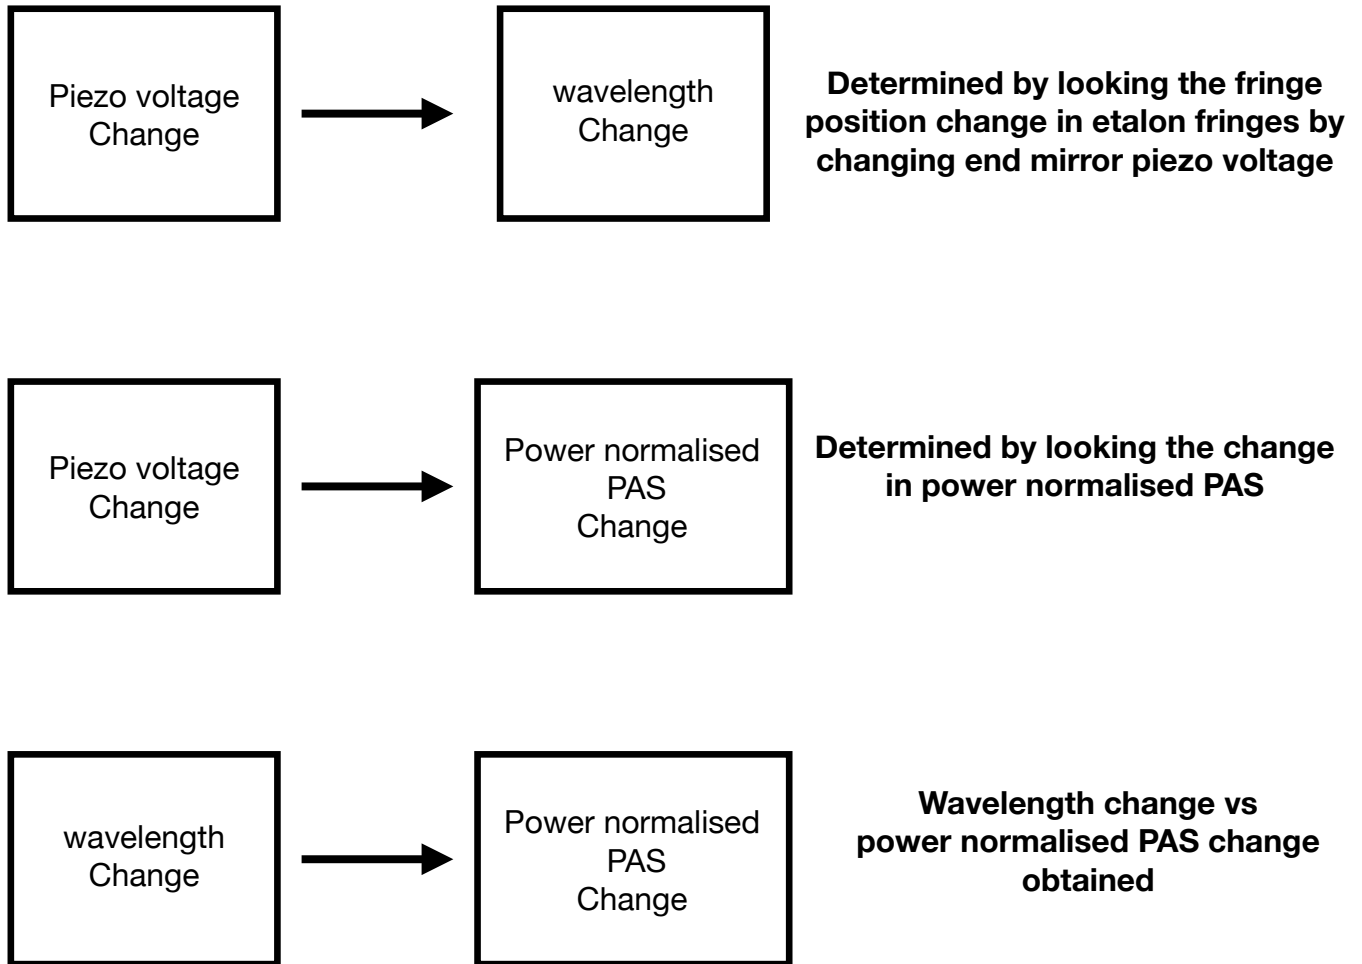 Piezo voltage
Change
wavelength
Change
Determined by looking the fringe
position change in etalon fringes by
changing end mirror piezo voltage
Piezo voltage
Change
Power normalised
PAS
Change
Determined by looking the change
in power normalised PAS
wavelength
Change
Power normalised
PAS
Change
Wavelength change vs
power normalised PAS change
obtained